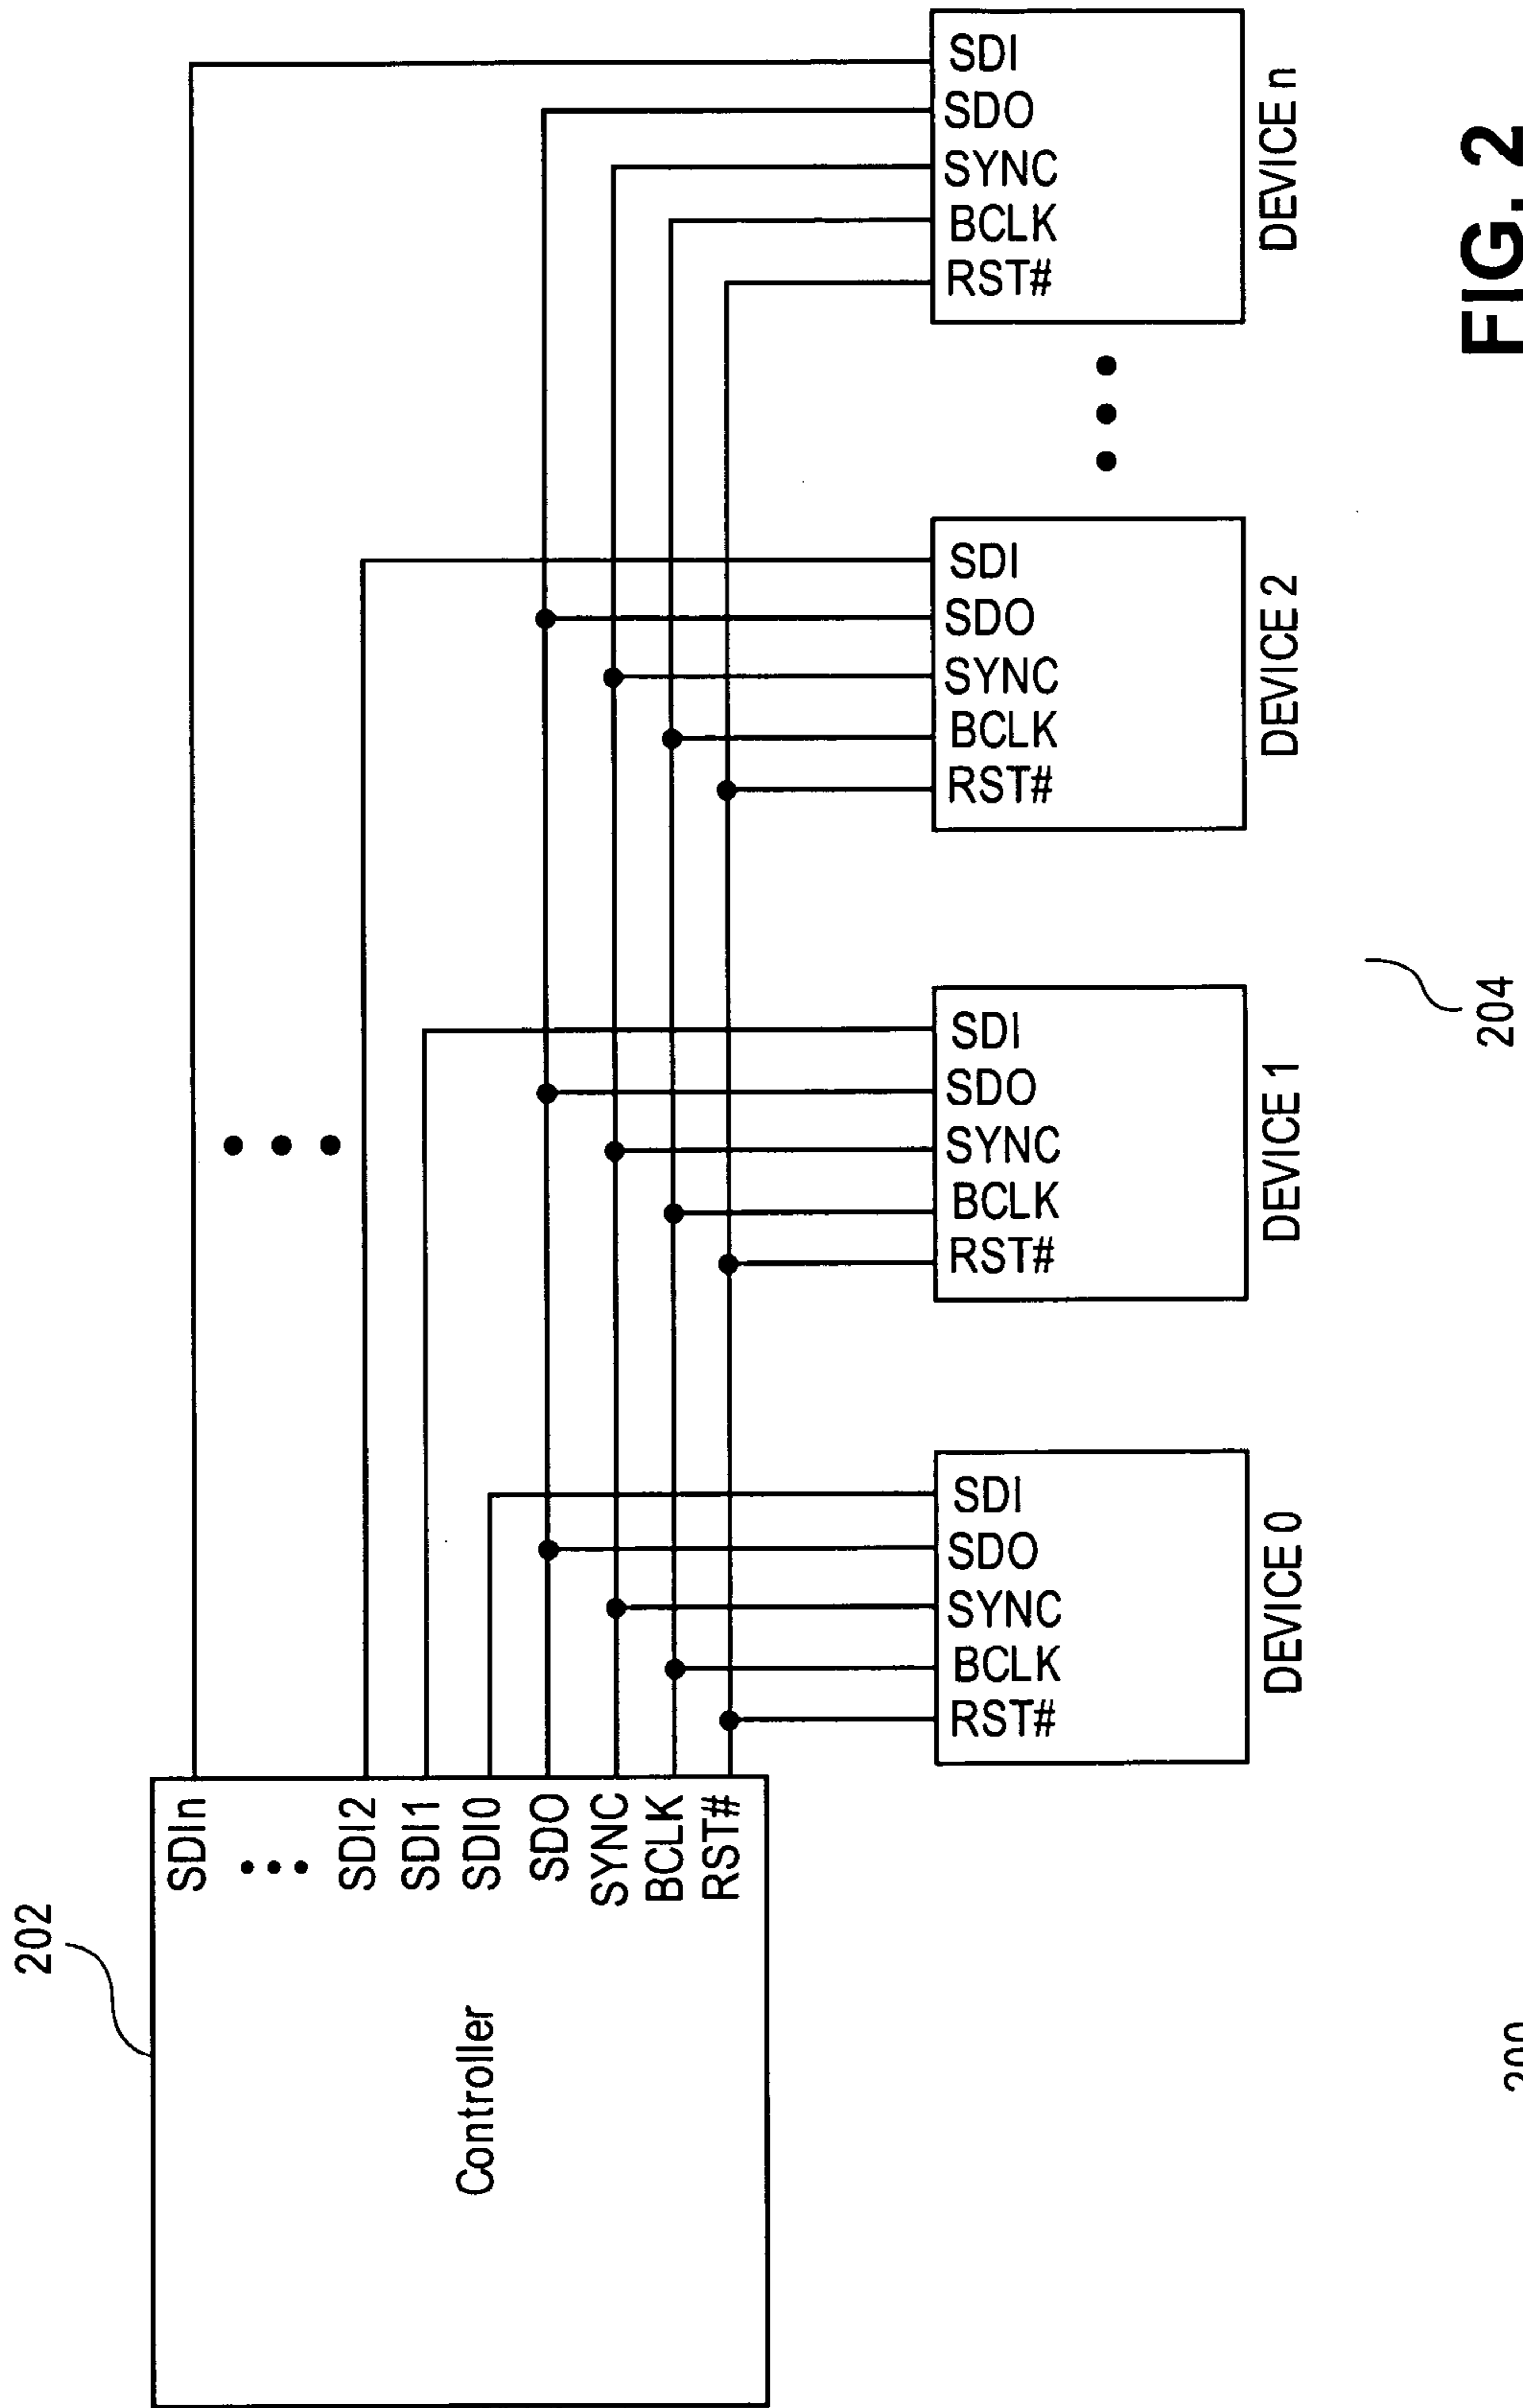 202
SDIn
SDI2
SDI1
SDI0
SDO
SYNC
BCLK
RST#
Controller
RST#
BCLK
SYNC
SDO
SDI
DEVICE 0
RST#
BCLK
SYNC
SDO
SDI
DEVICE 1
RST#
BCLK
SYNC
SDO
SDI
DEVICE 2
RST#
BCLK
SYNC
SDO
SDI
DEVICE n
204
200
FIG. 2